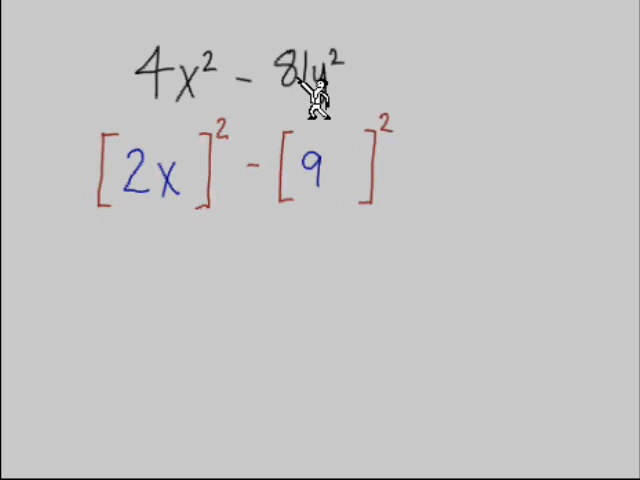 4x² - 81y²
[2x]² - [9 ]²